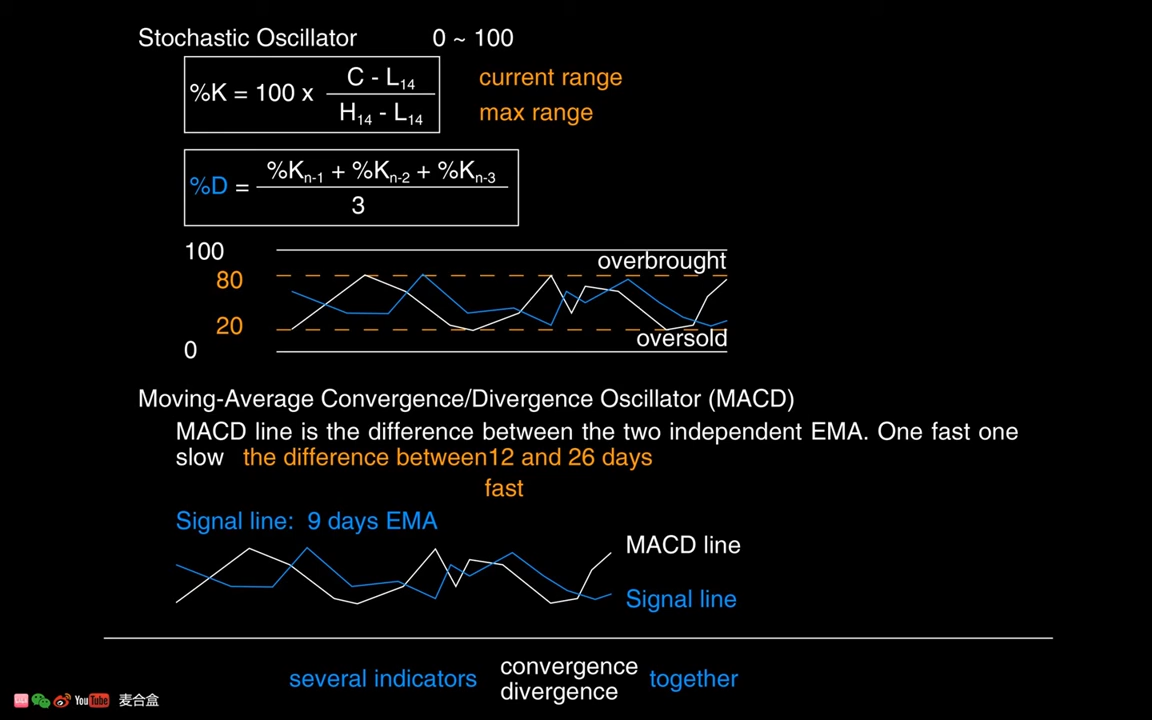 Stochastic Oscillator 0 ~ 100
%K = 100 x (C - L14) / (H14 - L14)
current range
max range
%D = (%Kn-1 + %Kn-2 + %Kn-3) / 3
100
overbrought
80
20
oversold
0
Moving-Average Convergence/Divergence Oscillator (MACD)
MACD line is the difference between the two independent EMA. One fast one
slow the difference between12 and 26 days
fast
Signal line: 9 days EMA
MACD line
Signal line
several indicators convergence divergence together
YouTube 麦合盒